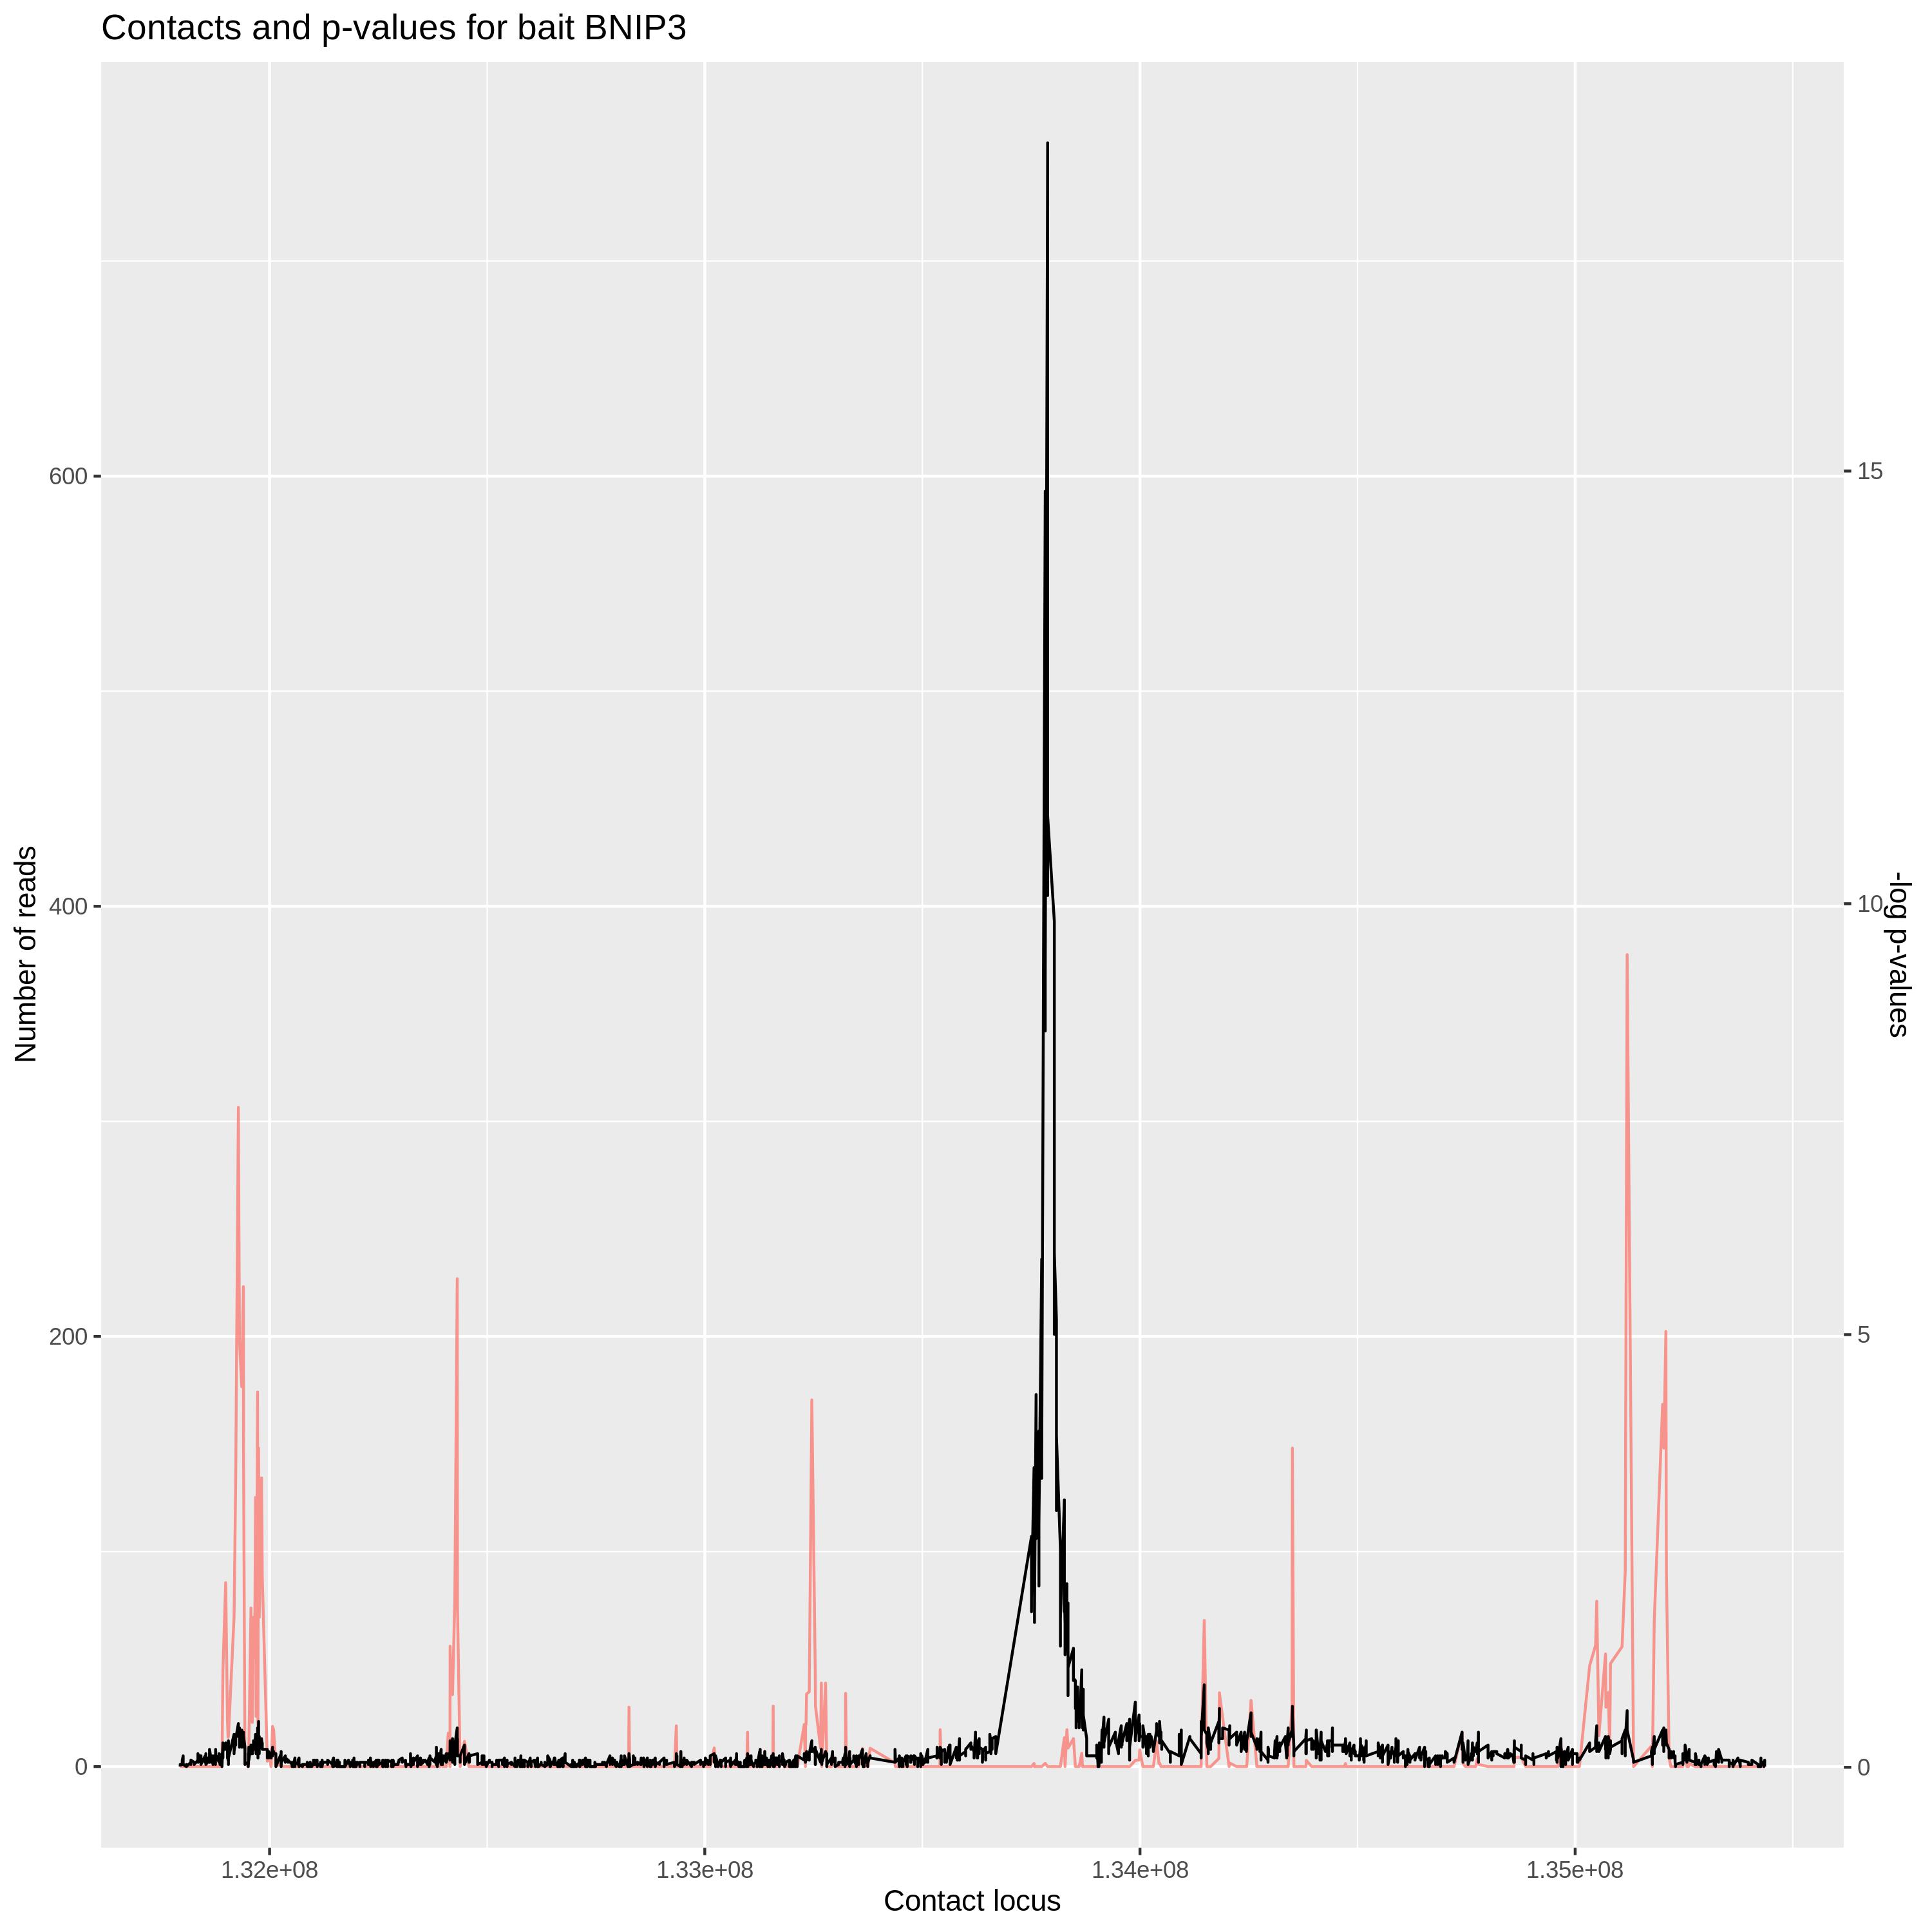 Contacts and p-values for bait BNIP3
Number of reads
600
400
200
0
15
10
5
0
-log p-values
1.32e+08
1.33e+08
1.34e+08
1.35e+08
Contact locus